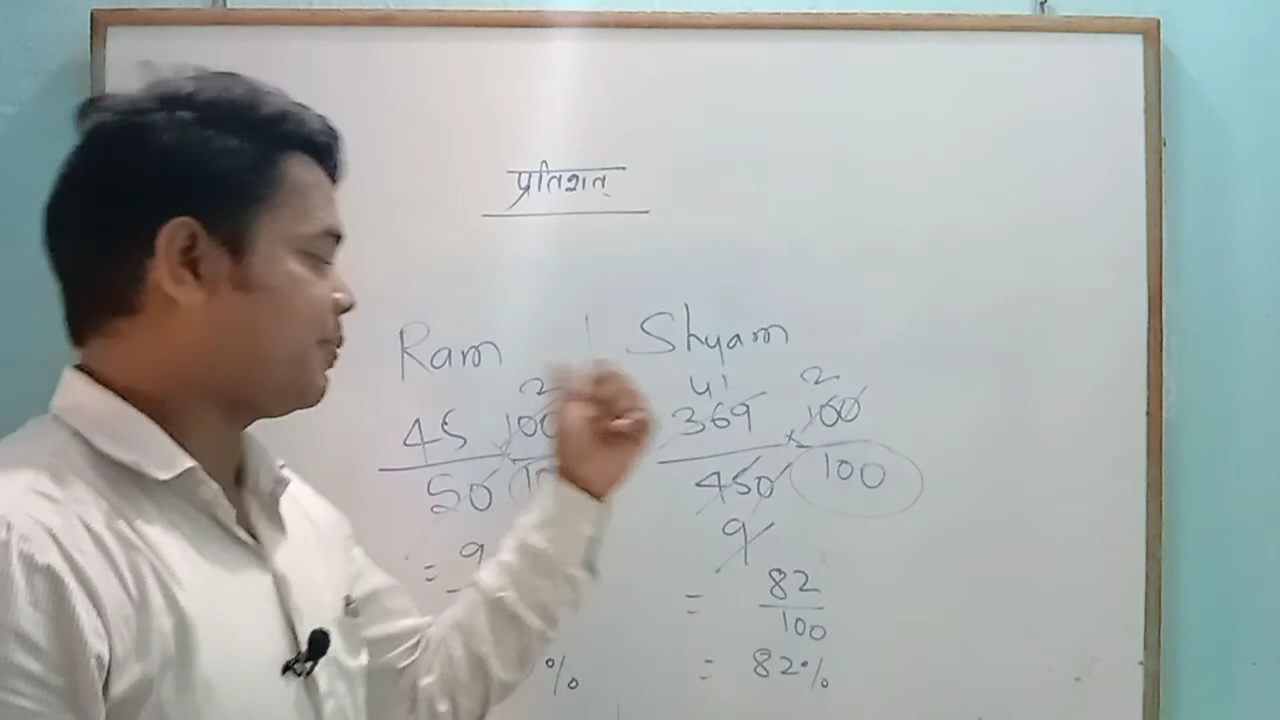 प्रतिशत्
Ram | Shyam
2 41 2
45 100 369 × 100
50 450 100
9 9
= = 82
100
% = 82%